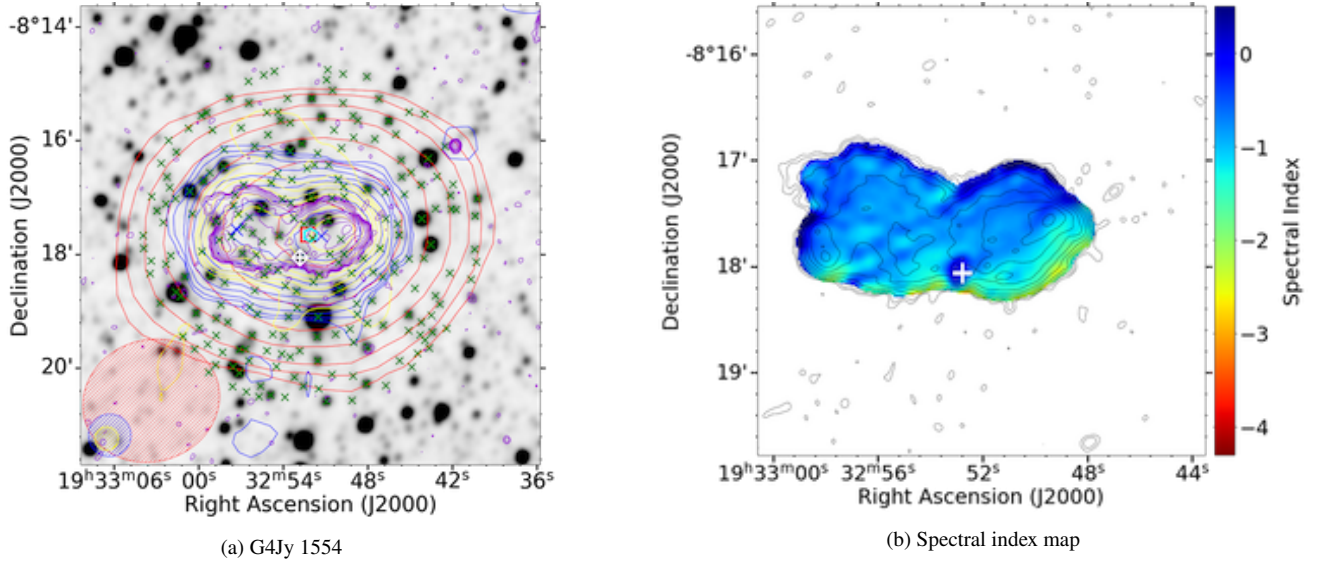 -8°14'
16'
18'
20'
Declination (J2000)
19ʰ33ᵐ06ˢ 00ˢ 32ᵐ54ˢ 48ˢ 42ˢ 36ˢ
Right Ascension (J2000)
(a) G4Jy 1554
-8°16'
17'
18'
19'
Declination (J2000)
19ʰ33ᵐ00ˢ 32ᵐ56ˢ 52ˢ 48ˢ 44ˢ
Right Ascension (J2000)
0
−1
−2
−3
−4
Spectral Index
(b) Spectral index map